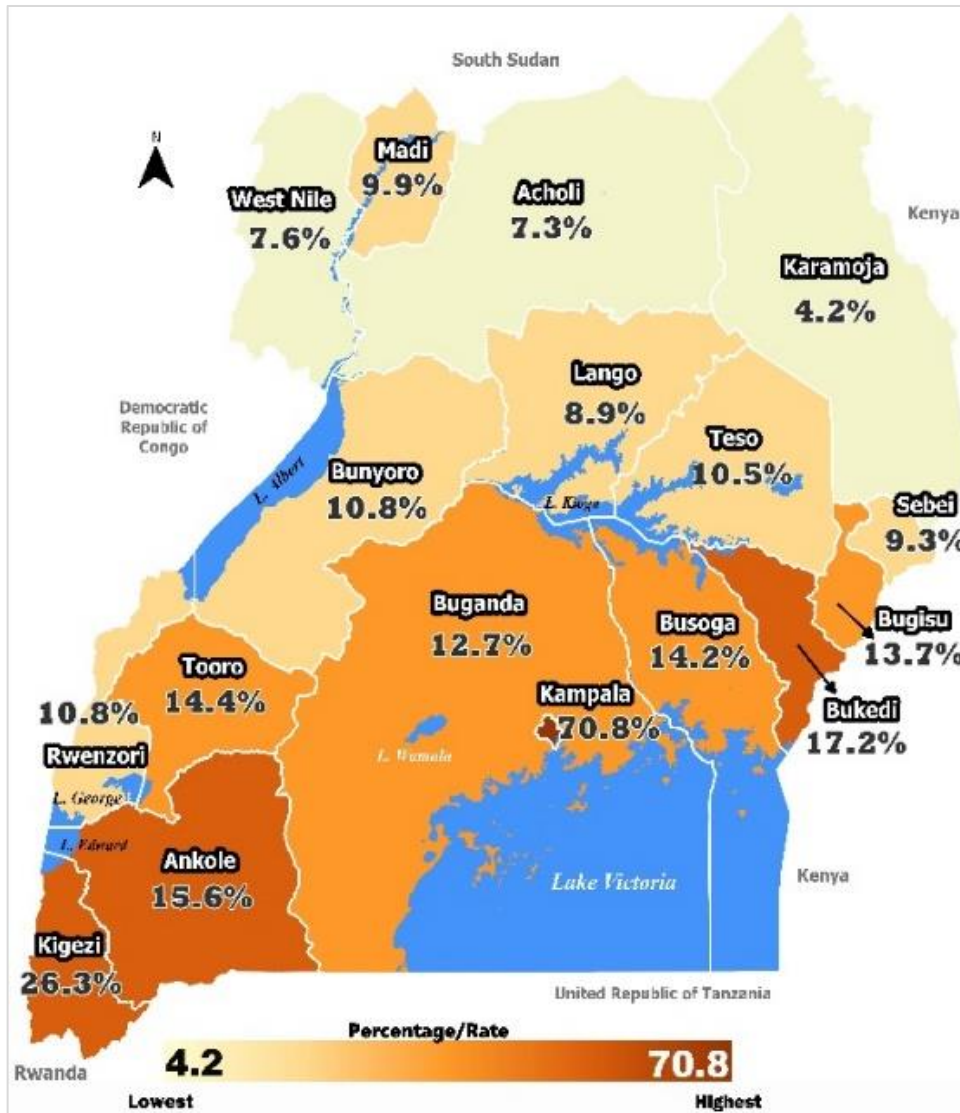 South Sudan
N
Madi
9.9%
West Nile
7.6%
Acholi
7.3%
Kenya
Karamoja
4.2%
Lango
8.9%
Democratic
Republic of
Congo
L. Albert
Teso
10.5%
Bunyoro
10.8%
L. Kioga
Sebei
9.3%
Buganda
12.7%
Busoga
14.2%
Bugisu
13.7%
Tooro
14.4%
Kampala
70.8%
Bukedi
17.2%
10.8%
Rwenzori
L. Wamala
L. George
L. Edward
Ankole
15.6%
Lake Victoria
Kenya
Kigezi
26.3%
United Republic of Tanzania
Percentage/Rate
4.2
70.8
Rwanda
Lowest
Highest